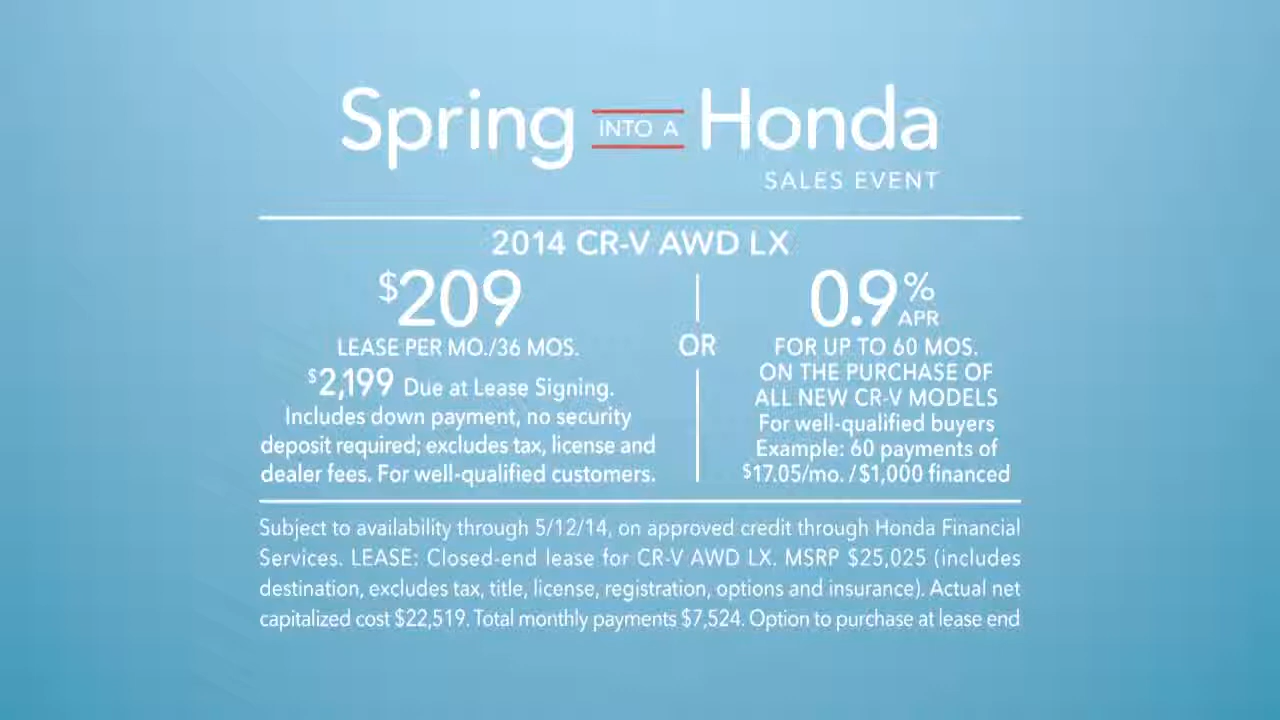 Spring INTO A Honda
SALES EVENT
2014 CR-V AWD LX
$209
LEASE PER MO./36 MOS.
$2,199 Due at Lease Signing.
Includes down payment, no security
deposit required; excludes tax, license and
dealer fees. For well-qualified customers.
OR
0.9% APR
FOR UP TO 60 MOS.
ON THE PURCHASE OF
ALL NEW CR-V MODELS
For well-qualified buyers
Example: 60 payments of
$17.05/mo. / $1,000 financed
Subject to availability through 5/12/14, on approved credit through Honda Financial
Services. LEASE: Closed-end lease for CR-V AWD LX. MSRP $25,025 (includes
destination, excludes tax, title, license, registration, options and insurance). Actual net
capitalized cost $22,519. Total monthly payments $7,524. Option to purchase at lease end